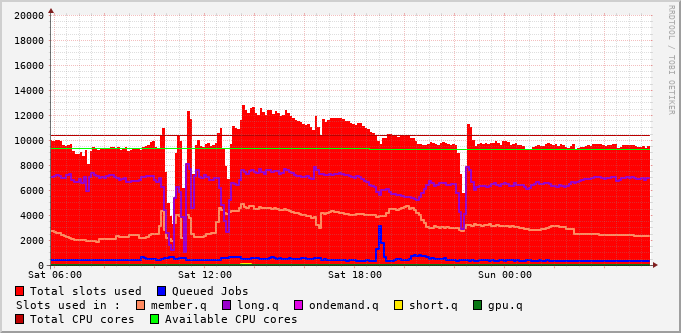 RRDTOOL / TOBI OETIKER
20000
18000
16000
14000
12000
10000
8000
6000
4000
2000
0
Sat 06:00 Sat 12:00 Sat 18:00 Sun 00:00
Total slots used Queued Jobs
Slots used in : member.q long.q ondemand.q short.q gpu.q
Total CPU cores Available CPU cores